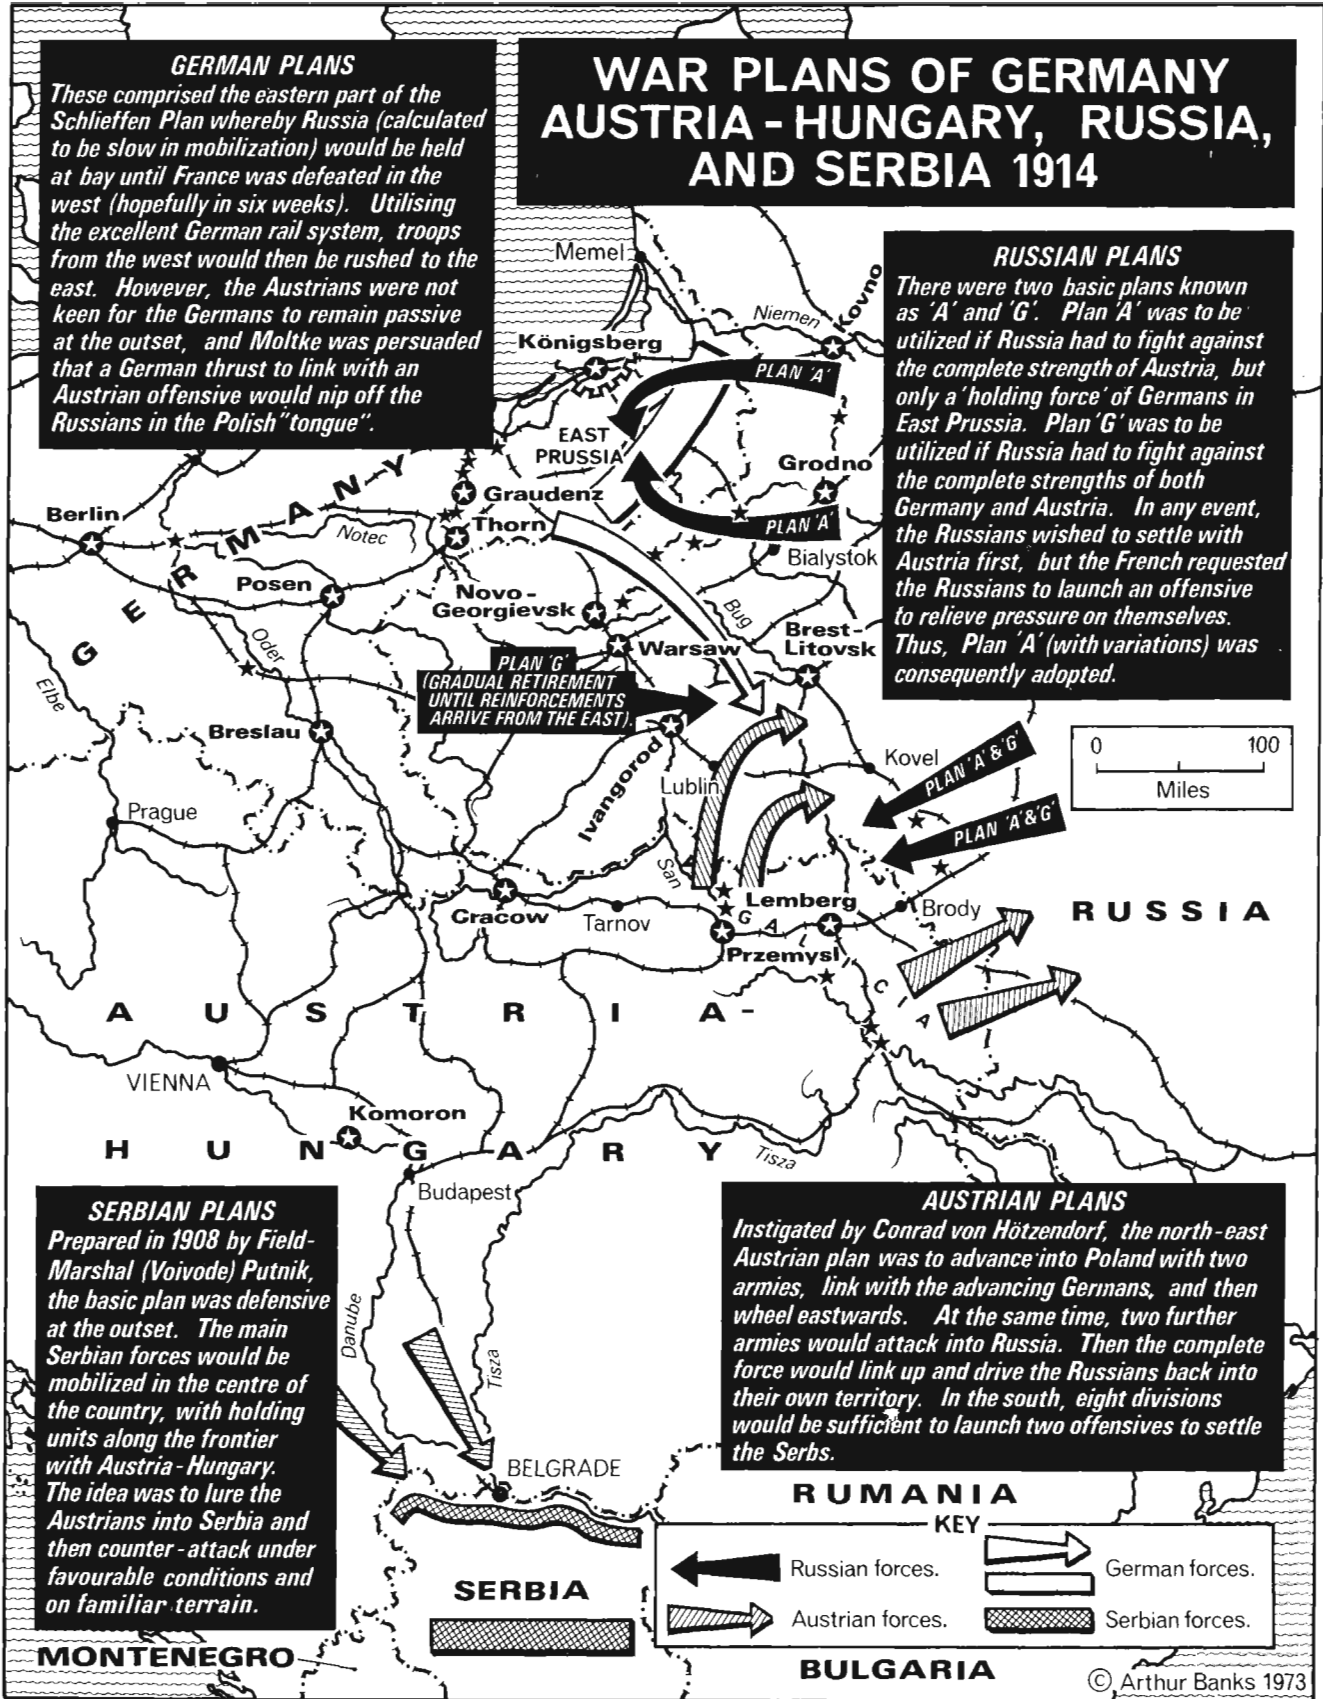 WAR PLANS OF GERMANY
AUSTRIA-HUNGARY, RUSSIA,
AND SERBIA 1914
GERMAN PLANS
These comprised the eastern part of the
Schlieffen Plan whereby Russia (calculated
to be slow in mobilization) would be held
at bay until France was defeated in the
west (hopefully in six weeks). Utilising
the excellent German rail system, troops
from the west would then be rushed to the
east. However, the Austrians were not
keen for the Germans to remain passive
at the outset, and Moltke was persuaded
that a German thrust to link with an
Austrian offensive would nip off the
Russians in the Polish "tongue".
RUSSIAN PLANS
There were two basic plans known
as 'A' and 'G'. Plan 'A' was to be
utilized if Russia had to fight against
the complete strength of Austria, but
only a 'holding force' of Germans in
East Prussia. Plan 'G' was to be
utilized if Russia had to fight against
the complete strengths of both
Germany and Austria. In any event,
the Russians wished to settle with
Austria first, but the French requested
the Russians to launch an offensive
to relieve pressure on themselves.
Thus, Plan 'A' (with variations) was
consequently adopted.
Memel
Niemen
Kovno
Königsberg
PLAN 'A'
EAST
PRUSSIA
Grodno
Graudenz
PLAN 'A'
Berlin
Thorn
Notec
Bialystok
GERMANY
Posen
Novo-
Georgievsk
Bug
Brest-
Litovsk
Oder
Warsaw
Elbe
PLAN 'G'
(GRADUAL RETIREMENT
UNTIL REINFORCEMENTS
ARRIVE FROM THE EAST).
Breslau
Ivangorod
Lublin
Kovel
PLAN 'A' & 'G'
0 100
Miles
Prague
PLAN 'A'&'G'
San
Lemberg
Cracow
Tarnov
Brody
RUSSIA
GALICIA
Przemysl
AUSTRIA-
VIENNA
Komoron
HUNGARY
Tisza
Budapest
SERBIAN PLANS
Prepared in 1908 by Field-
Marshal (Voivode) Putnik,
the basic plan was defensive
at the outset. The main
Serbian forces would be
mobilized in the centre of
the country, with holding
units along the frontier
with Austria-Hungary.
The idea was to lure the
Austrians into Serbia and
then counter-attack under
favourable conditions and
on familiar terrain.
Danube
Tisza
AUSTRIAN PLANS
Instigated by Conrad von Hötzendorf, the north-east
Austrian plan was to advance into Poland with two
armies, link with the advancing Germans, and then
wheel eastwards. At the same time, two further
armies would attack into Russia. Then the complete
force would link up and drive the Russians back into
their own territory. In the south, eight divisions
would be sufficient to launch two offensives to settle
the Serbs.
BELGRADE
RUMANIA
KEY
Russian forces.
German forces.
Austrian forces.
Serbian forces.
SERBIA
MONTENEGRO
BULGARIA
© Arthur Banks 1973